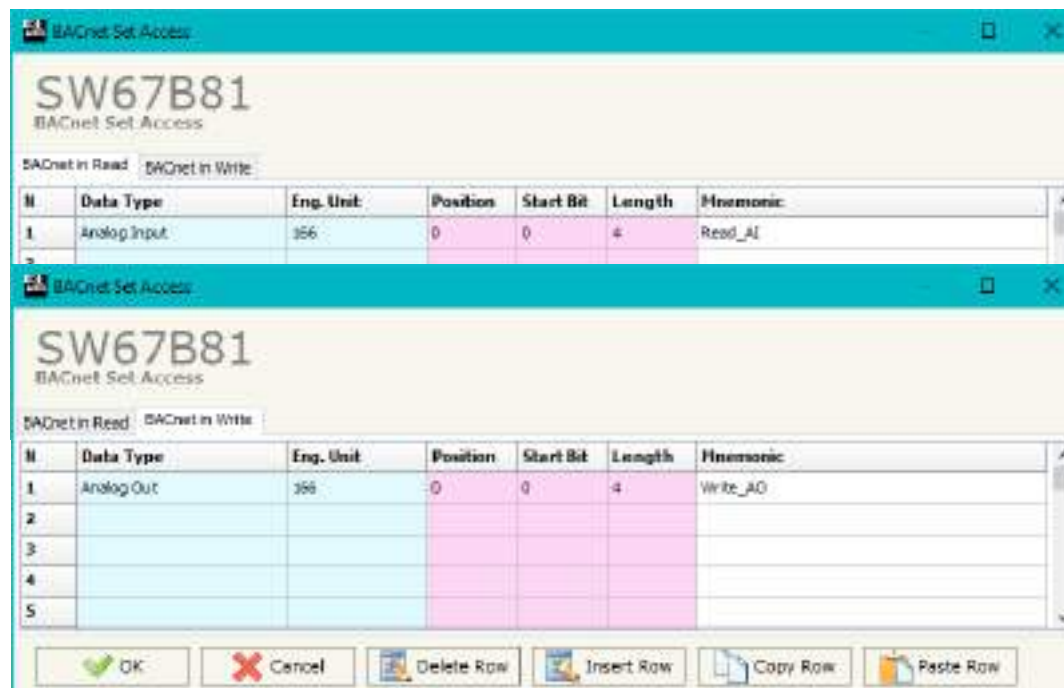 BACnet Set Access
SW67B81
BACnet Set Access
BACnet in Read BACnet in Write
N Data Type Eng. Unit Position Start Bit Length Mnemonic
1 Analog Input 166 0 0 4 Read_AI
2
BACnet Set Access
SW67B81
BACnet Set Access
BACnet in Read BACnet in Write
N Data Type Eng. Unit Position Start Bit Length Mnemonic
1 Analog Out 166 0 0 4 Write_AO
2
3
4
5
OK Cancel Delete Row Insert Row Copy Row Paste Row